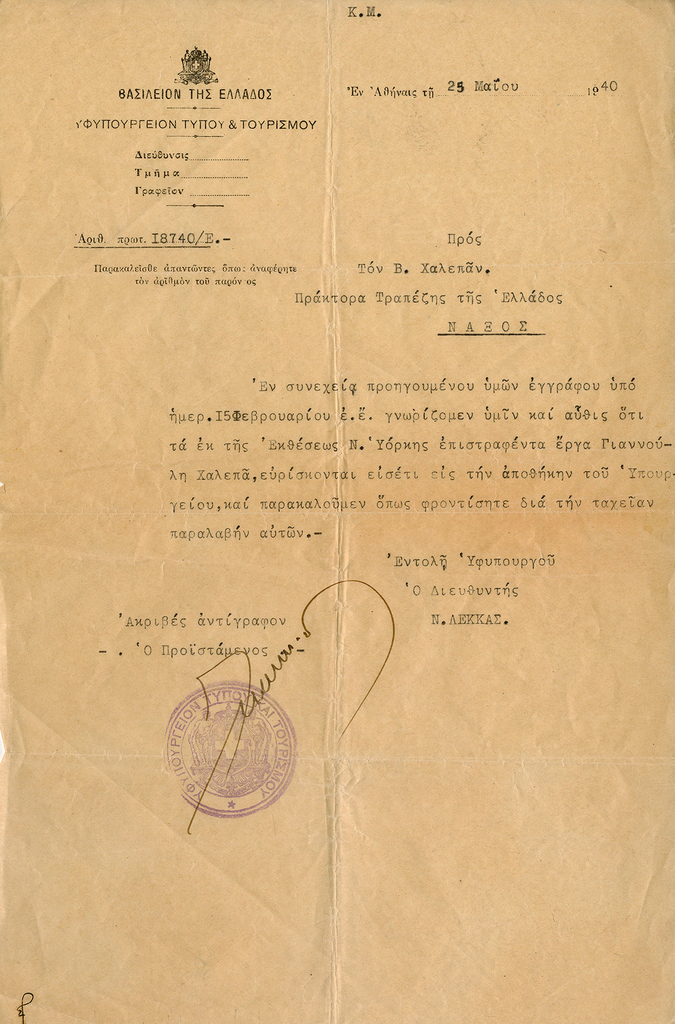 Κ.Μ.
ΒΑΣΙΛΕΙΟΝ ΤΗΣ ΕΛΛΑΔΟΣ
ΥΦΥΠΟΥΡΓΕΙΟΝ ΤΥΠΟΥ & ΤΟΥΡΙΣΜΟΥ
Διεύθυνσις
Τμῆμα
Γραφεῖον
Ἀριθ. πρωτ. 18740/Ε.-
Παρακαλεῖσθε ἀπαντῶντες ὅπως ἀναφέρητε
τὸν ἀριθμὸν τοῦ παρόντος
Ἐν Ἀθήναις τῇ 25 Μαΐου 1940
Πρός
Τόν Β. Χαλεπᾶν.
Πράκτορα Τραπέζης τῆς Ἑλλάδος
ΝΑΞΟΣ
Ἐν συνεχείᾳ προηγουμένου ὑμῶν ἐγγράφου ὑπό
ἡμερ.15Φεβρουαρίου ἐ.ἔ. γνωρίζομεν ὑμῖν καί αὖθις ὅτι
τά ἐκ τῆς Ἐκθέσεως Ν.Ὑόρκης ἐπιστραφέντα ἔργα Γιαννού-
λη Χαλεπᾶ,εὑρίσκονται εἰσέτι εἰς τήν ἀποθήκην τοῦ Ὑπουρ-
γείου,καί παρακαλοῦμεν ὅπως φροντίσητε διά τήν ταχεῖαν
παραλαβήν αὐτῶν.-
Ἐντολῇ Ὑφυπουργοῦ
Ὁ Διευθυντής
Ν.ΛΕΚΚΑΣ.
Ἀκριβές ἀντίγραφον
-. Ὁ Προϊστάμενος -
ΥΦΥΠΟΥΡΓΕΙΟΝ ΤΥΠΟΥ ΚΑΙ ΤΟΥΡΙΣΜΟΥ